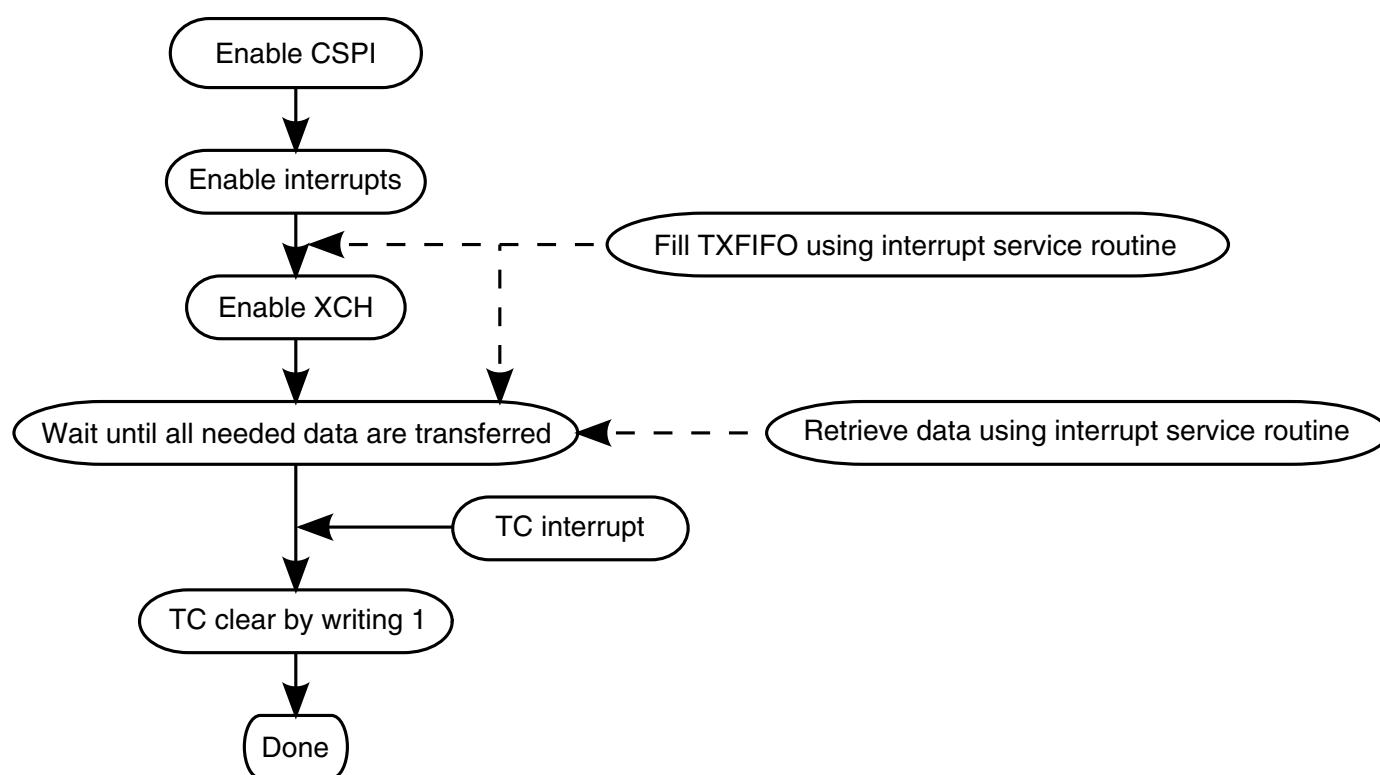 Enable CSPI
Enable interrupts
Fill TXFIFO using interrupt service routine
Enable XCH
Wait until all needed data are transferred
Retrieve data using interrupt service routine
TC interrupt
TC clear by writing 1
Done